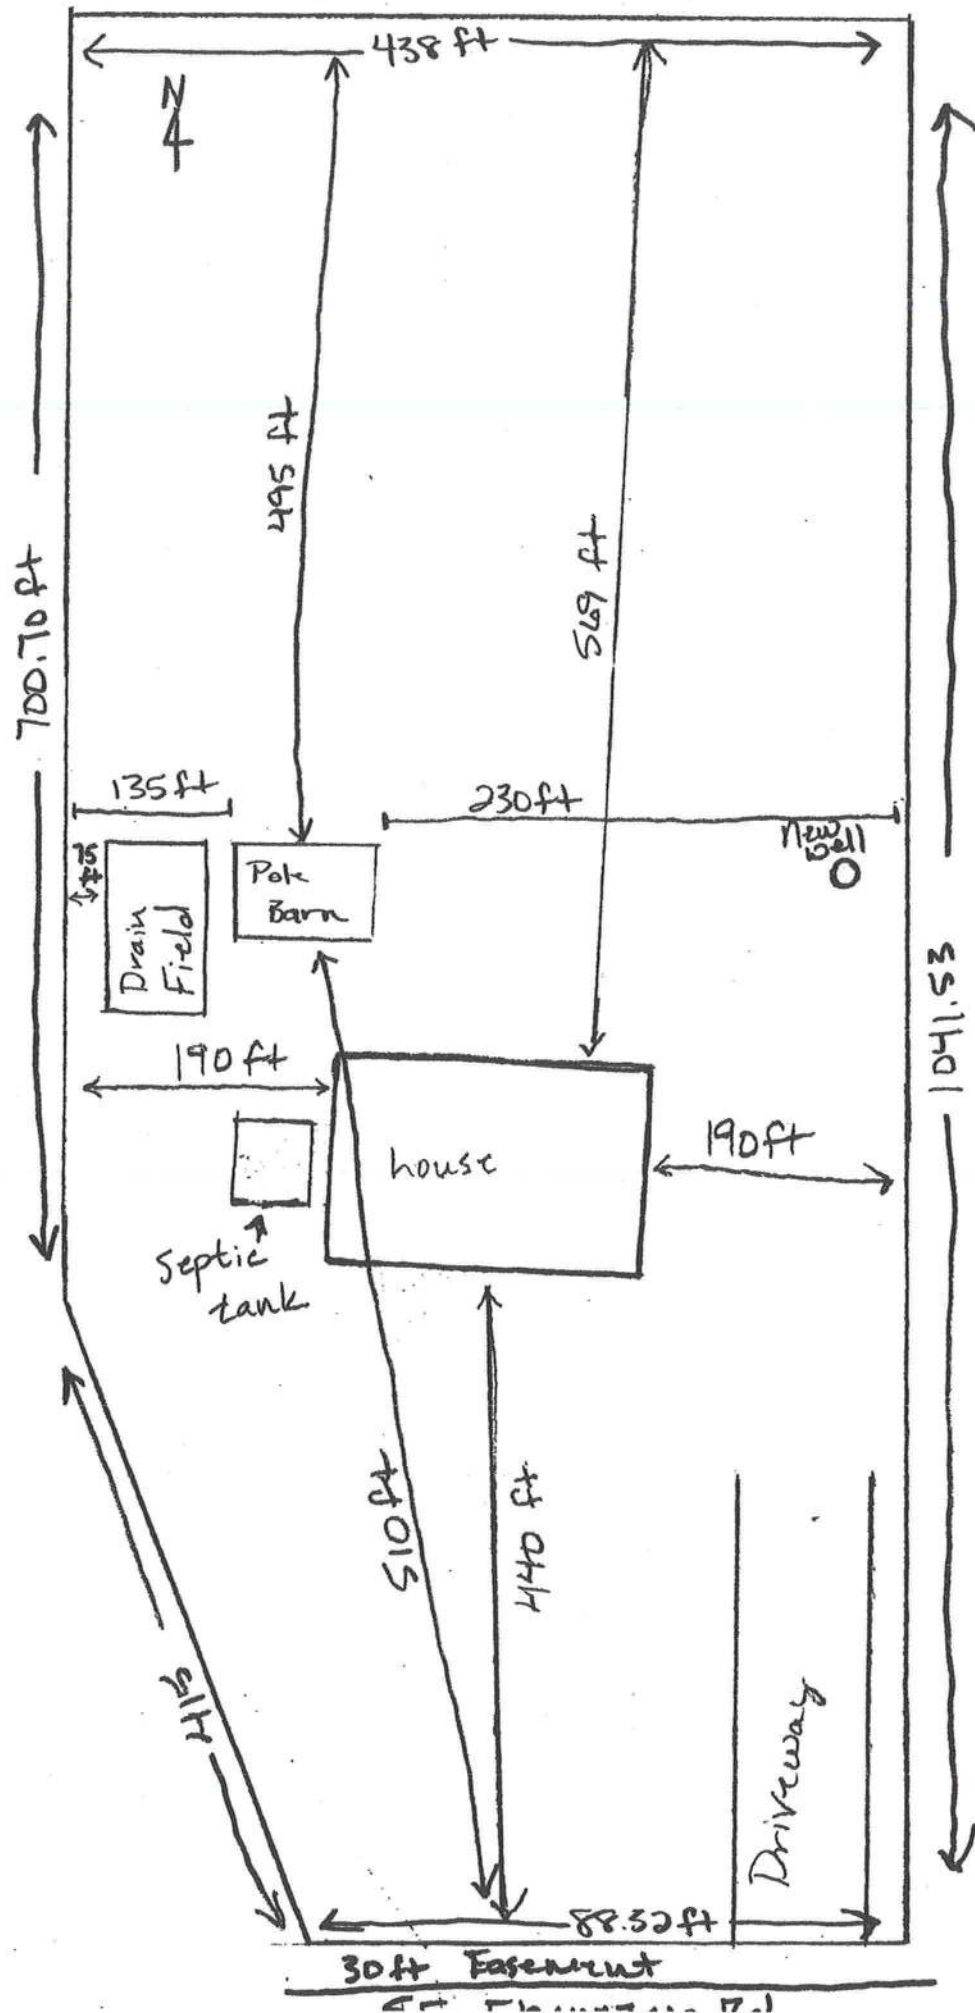 438 ft
N
495 ft
569 ft
700.70 ft
135 ft
230 ft
New
Well
75
ft
Pole
Barn
Drain
Field
1041.53
190 ft
house
190 ft
Septic
tank
510 ft
440 ft
415
Driveway
88.32 ft
30 ft Easement